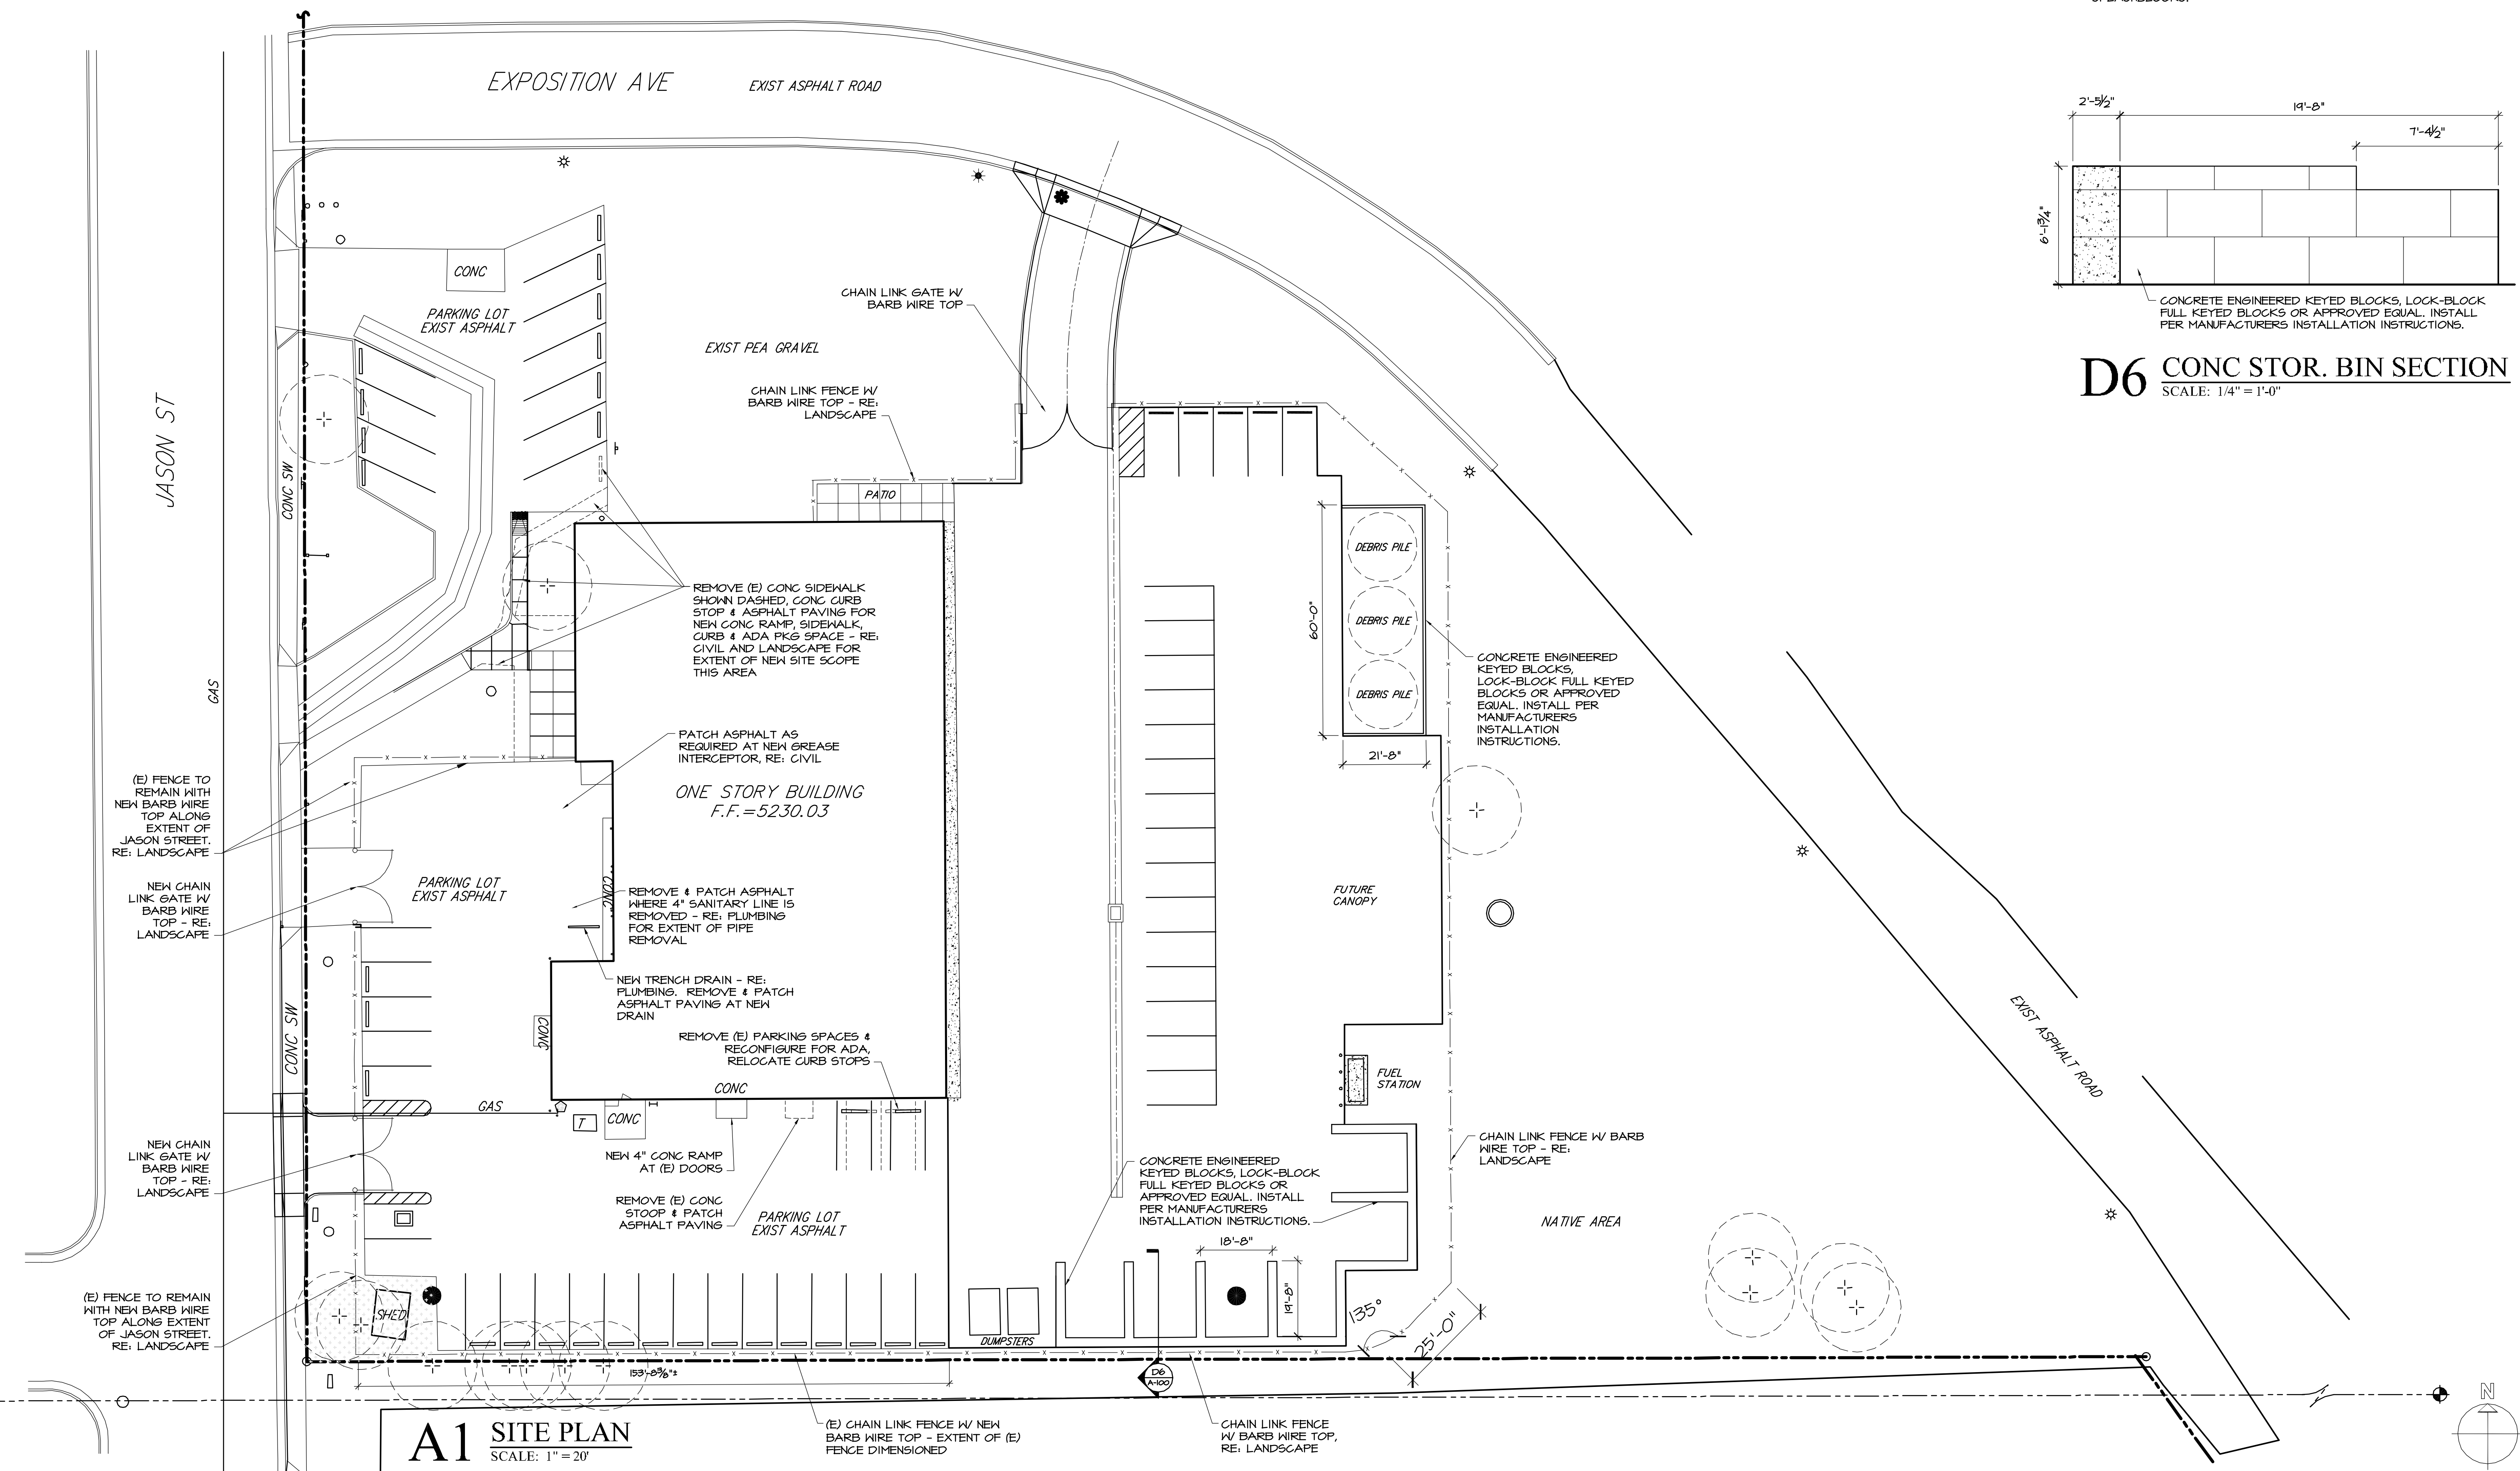 EXPOSITION AVE
EXIST ASPHALT ROAD
2'-5½"
19'-8"
7'-4½"
6'-1¾"
CONCRETE ENGINEERED KEYED BLOCKS, LOCK-BLOCK
FULL KEYED BLOCKS OR APPROVED EQUAL. INSTALL
PER MANUFACTURERS INSTALLATION INSTRUCTIONS.
D6 CONC STOR. BIN SECTION
SCALE: 1/4" = 1'-0"
CONC
PARKING LOT
EXIST ASPHALT
CHAIN LINK GATE W/
BARB WIRE TOP
EXIST PEA GRAVEL
CHAIN LINK FENCE W/
BARB WIRE TOP - RE:
LANDSCAPE
JASON ST
CONC SW
PATIO
DEBRIS PILE
DEBRIS PILE
DEBRIS PILE
60'-0"
21'-8"
REMOVE (E) CONC SIDEWALK
SHOWN DASHED, CONC CURB
STOP & ASPHALT PAVING FOR
NEW CONC RAMP, SIDEWALK,
CURB & ADA PKG SPACE - RE:
CIVIL AND LANDSCAPE FOR
EXTENT OF NEW SITE SCOPE
THIS AREA
CONCRETE ENGINEERED
KEYED BLOCKS,
LOCK-BLOCK FULL KEYED
BLOCKS OR APPROVED
EQUAL. INSTALL PER
MANUFACTURERS
INSTALLATION
INSTRUCTIONS.
GAS
PATCH ASPHALT AS
REQUIRED AT NEW GREASE
INTERCEPTOR, RE: CIVIL
ONE STORY BUILDING
F.F.=5230.03
(E) FENCE TO
REMAIN WITH
NEW BARB WIRE
TOP ALONG
EXTENT OF
JASON STREET.
RE: LANDSCAPE
NEW CHAIN
LINK GATE W/
BARB WIRE
TOP - RE:
LANDSCAPE
PARKING LOT
EXIST ASPHALT
CONC
REMOVE & PATCH ASPHALT
WHERE 4" SANITARY LINE IS
REMOVED - RE: PLUMBING
FOR EXTENT OF PIPE
REMOVAL
FUTURE
CANOPY
NEW TRENCH DRAIN - RE:
PLUMBING. REMOVE & PATCH
ASPHALT PAVING AT NEW
DRAIN
CONC
CONC SW
REMOVE (E) PARKING SPACES &
RECONFIGURE FOR ADA,
RELOCATE CURB STOPS
EXIST ASPHALT ROAD
FUEL
STATION
CONC
GAS
T
CONC
NEW CHAIN
LINK GATE W/
BARB WIRE
TOP - RE:
LANDSCAPE
NEW 4" CONC RAMP
AT (E) DOORS
REMOVE (E) CONC
STOOP & PATCH
ASPHALT PAVING
PARKING LOT
EXIST ASPHALT
CONCRETE ENGINEERED
KEYED BLOCKS, LOCK-BLOCK
FULL KEYED BLOCKS OR
APPROVED EQUAL. INSTALL
PER MANUFACTURERS
INSTALLATION INSTRUCTIONS.
CHAIN LINK FENCE W/ BARB
WIRE TOP - RE:
LANDSCAPE
NATIVE AREA
18'-8"
19'-8"
(E) FENCE TO REMAIN
WITH NEW BARB WIRE
TOP ALONG EXTENT
OF JASON STREET.
RE: LANDSCAPE
SHED
DUMPSTERS
135°
25'-0"
153'-8⅝"±
D6
A-100
A1 SITE PLAN
SCALE: 1" = 20'
(E) CHAIN LINK FENCE W/ NEW
BARB WIRE TOP - EXTENT OF (E)
FENCE DIMENSIONED
CHAIN LINK FENCE
W/ BARB WIRE TOP,
RE: LANDSCAPE
N